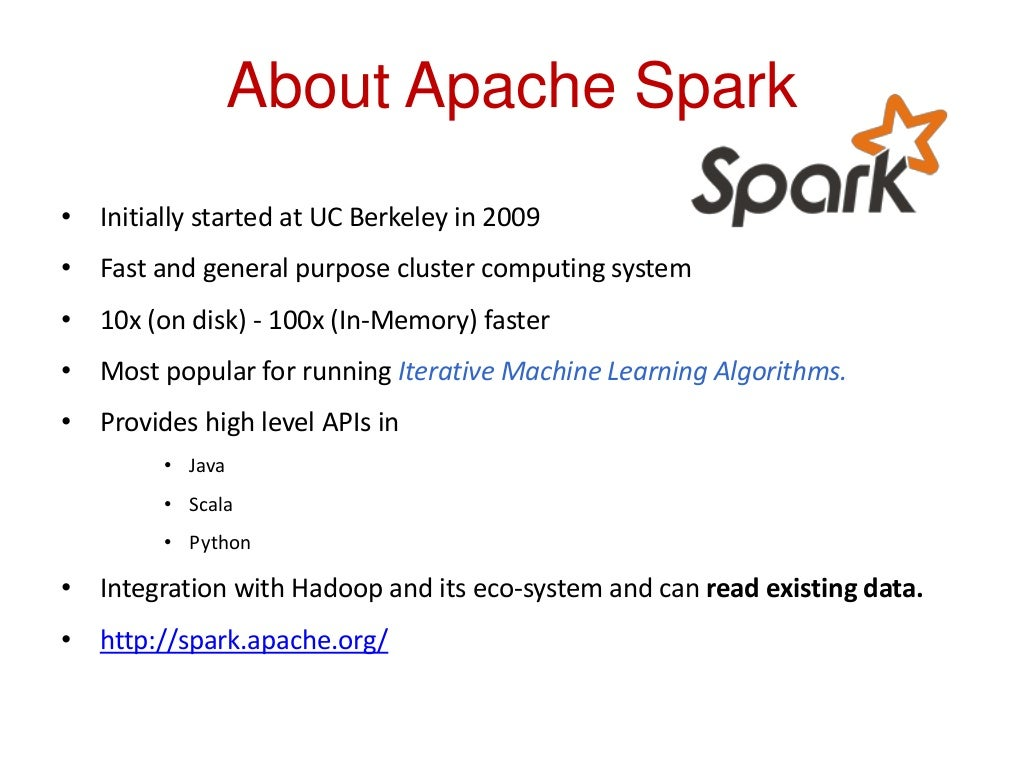 About Apache Spark
Spark
• Initially started at UC Berkeley in 2009
• Fast and general purpose cluster computing system
• 10x (on disk) - 100x (In-Memory) faster
• Most popular for running Iterative Machine Learning Algorithms.
• Provides high level APIs in
• Java
• Scala
• Python
• Integration with Hadoop and its eco-system and can read existing data.
• http://spark.apache.org/